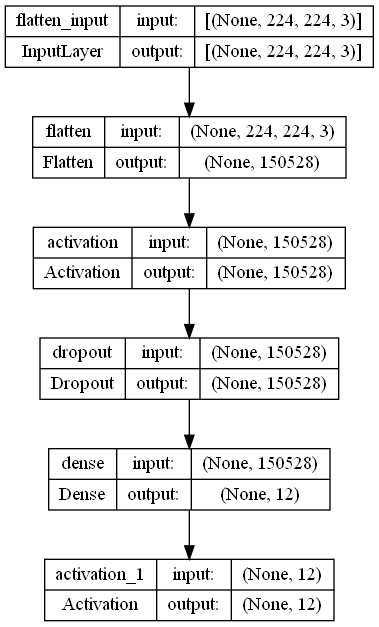 flatten_input input: [(None, 224, 224, 3)]
InputLayer output: [(None, 224, 224, 3)]
flatten input: (None, 224, 224, 3)
Flatten output: (None, 150528)
activation input: (None, 150528)
Activation output: (None, 150528)
dropout input: (None, 150528)
Dropout output: (None, 150528)
dense input: (None, 150528)
Dense output: (None, 12)
activation_1 input: (None, 12)
Activation output: (None, 12)